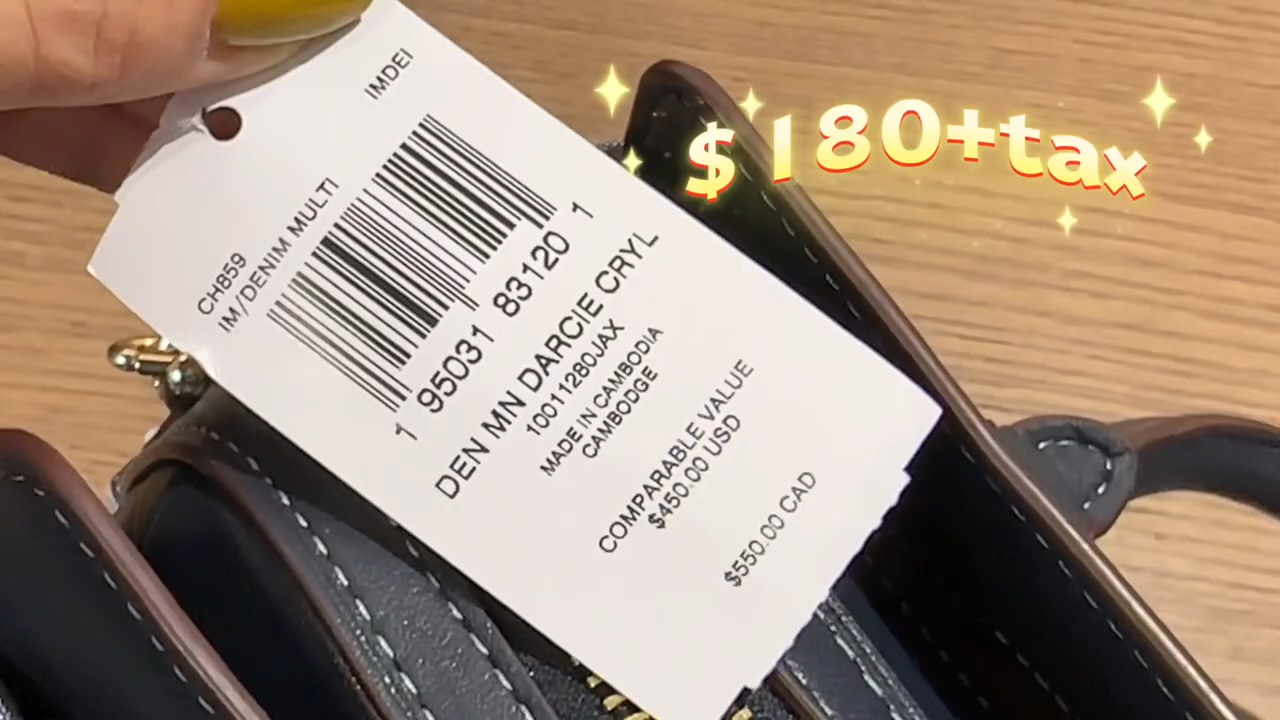 $180+tax
IMDEI
CH859
IM/DENIM MULTI
1 95031 83120 1
DEN MN DARCIE CRYL
10011280JAX
MADE IN CAMBODIA
CAMBODGE
COMPARABLE VALUE
$450.00 USD
$550.00 CAD